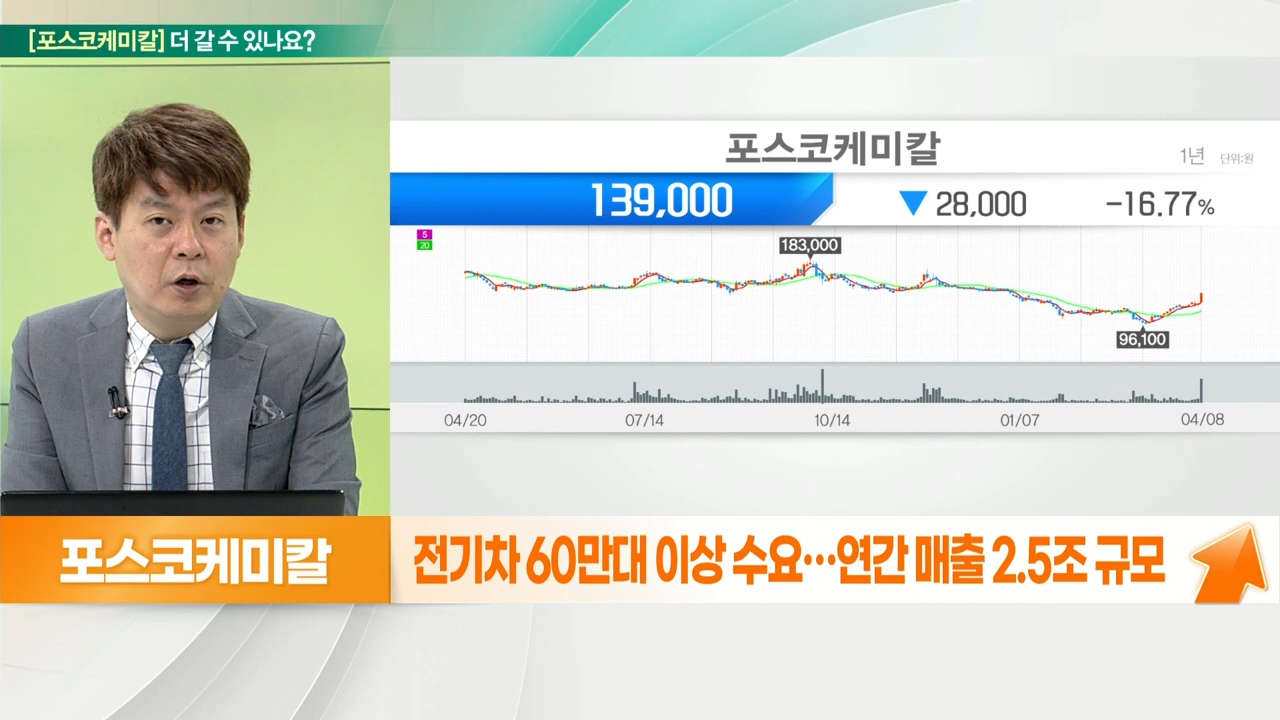 [포스코케미칼] 더 갈 수 있나요?
포스코케미칼
1년 단위:원
139,000 ▼ 28,000 -16.77%
5
20
183,000
96,100
04/20 07/14 10/14 01/07 04/08
포스코케미칼
전기차 60만대 이상 수요…연간 매출 2.5조 규모